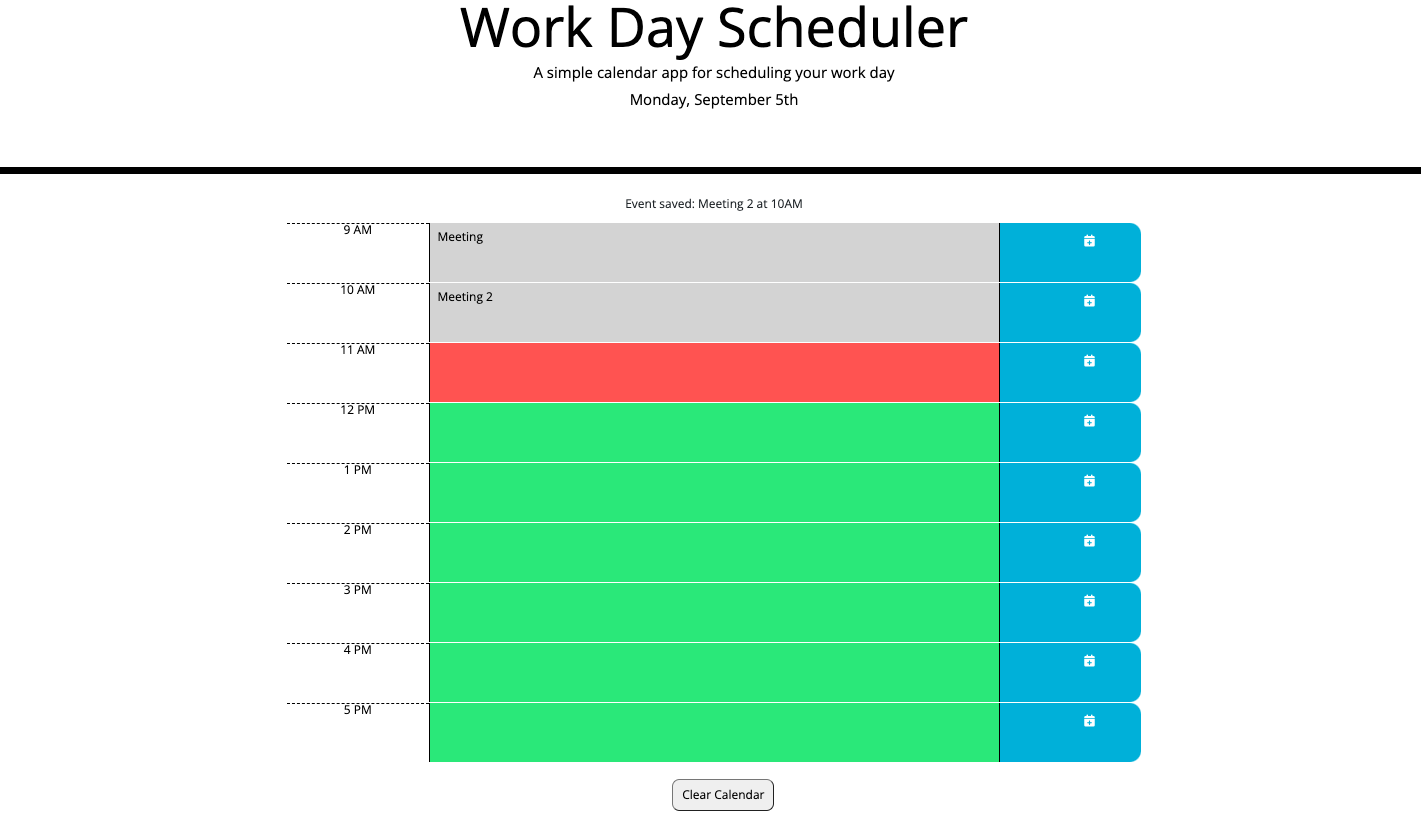 Work Day Scheduler
A simple calendar app for scheduling your work day
Monday, September 5th
Event saved: Meeting 2 at 10AM
9 AM Meeting
10 AM Meeting 2
11 AM
12 PM
1 PM
2 PM
3 PM
4 PM
5 PM
Clear Calendar